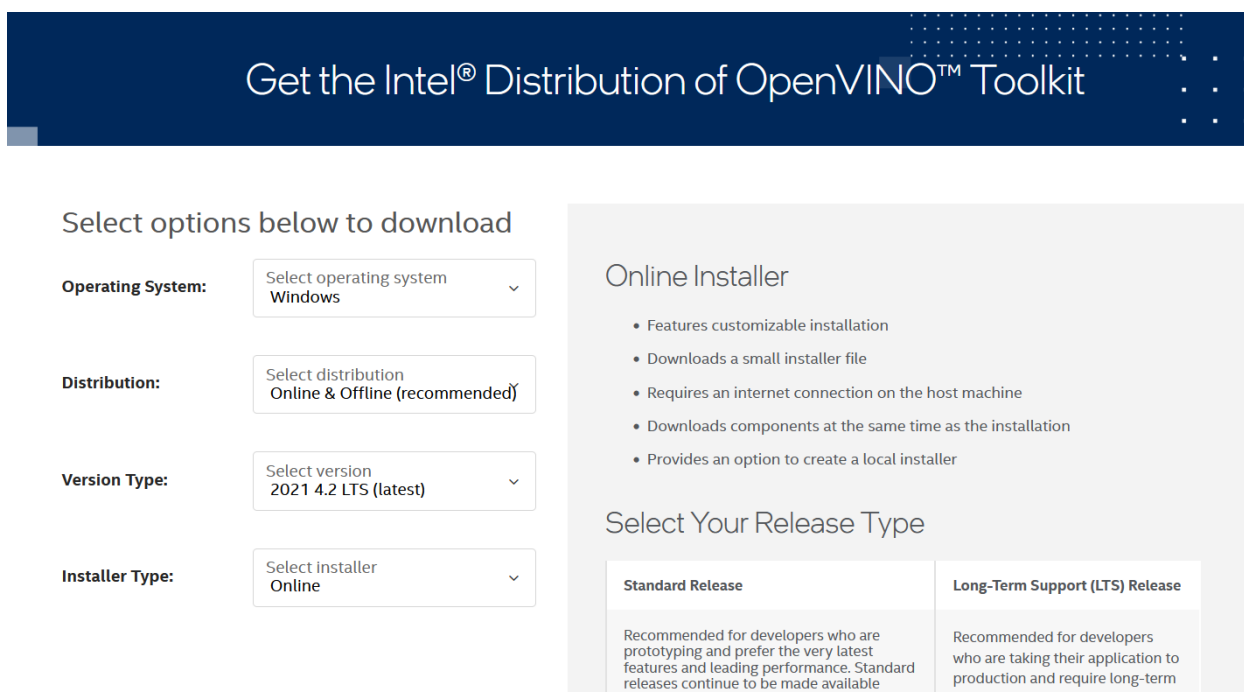 Get the Intel® Distribution of OpenVINO™ Toolkit
Select options below to download
Operating System:
Select operating system
Windows
Distribution:
Select distribution
Online & Offline (recommended)
Version Type:
Select version
2021 4.2 LTS (latest)
Installer Type:
Select installer
Online
Online Installer
• Features customizable installation
• Downloads a small installer file
• Requires an internet connection on the host machine
• Downloads components at the same time as the installation
• Provides an option to create a local installer
Select Your Release Type
Standard Release
Recommended for developers who are
prototyping and prefer the very latest
features and leading performance. Standard
releases continue to be made available
Long-Term Support (LTS) Release
Recommended for developers
who are taking their application to
production and require long-term